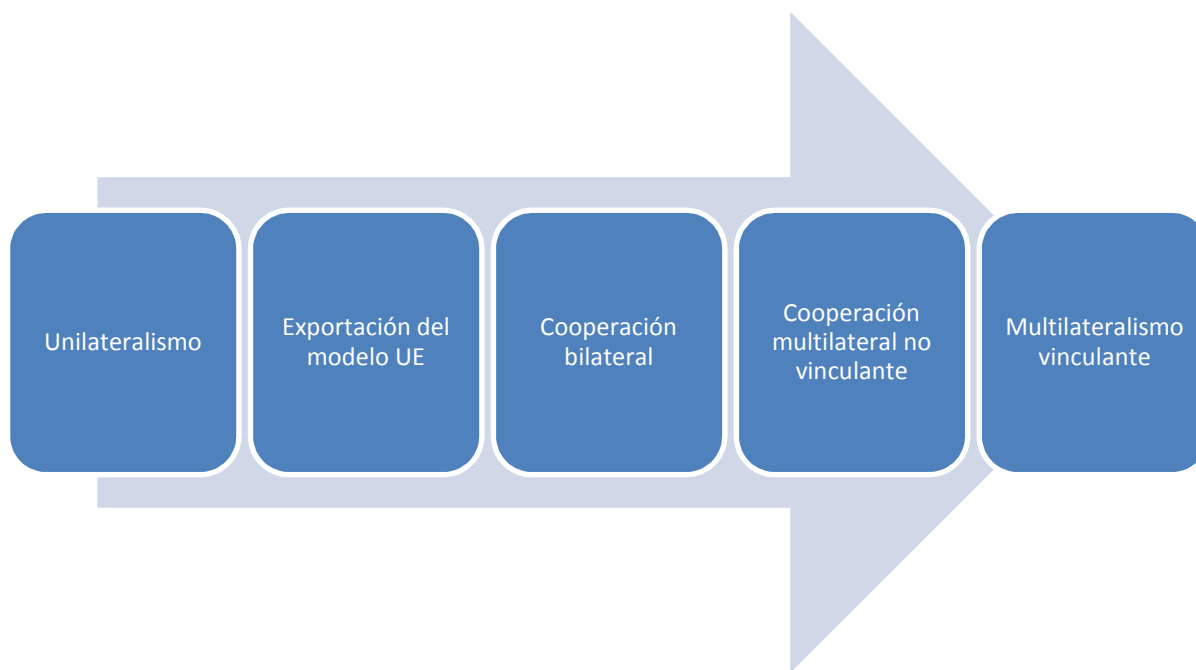 Unilateralismo
Exportación del
modelo UE
Cooperación
bilateral
Cooperación
multilateral no
vinculante
Multilateralismo
vinculante